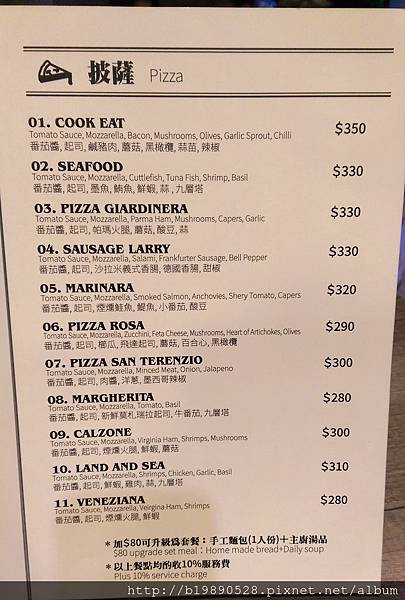 披薩 Pizza
01. COOK EAT $350
Tomato Sauce, Mozzarella, Bacon, Mushrooms, Olives, Garlic Sprout, Chilli
番茄醬, 起司, 鹹豬肉, 蘑菇, 黑橄欖, 蒜苗, 辣椒
02. SEAFOOD $330
Tomato Sauce, Mozzarella, Cuttlefish, Tuna Fish, Shrimp, Basil
番茄醬, 起司, 墨魚, 鮪魚, 鮮蝦, 蒜, 九層塔
03. PIZZA GIARDINERA $330
Tomato Sauce, Mozzarella, Parma Ham, Mushrooms, Capers, Garlic
番茄醬, 起司, 帕瑪火腿, 蘑菇, 酸豆, 蒜
04. SAUSAGE LARRY $330
Tomato Sauce, Mozzarella, Salami, Frankfurter Sausage, Bell Pepper
番茄醬, 起司, 沙拉米義式香腸, 德國香腸, 甜椒
05. MARINARA $320
Tomato Sauce, Mozzarella, Smoked Salmon, Anchovies, Shery Tomato, Capers
番茄醬, 起司, 煙燻鮭魚, 鯷魚, 小番茄, 酸豆
06. PIZZA ROSA $290
Tomato Sauce, Mozzarella, Zucchini, Feta Cheese, Mushrooms, Heart of Artichokes, Olives
番茄醬, 起司, 櫛瓜, 飛達起司, 蘑菇, 百合心, 黑橄欖
07. PIZZA SAN TERENZIO $300
Tomato Sauce, Mozzarella, Minced Meat, Onion, Jalapeno
番茄醬, 起司, 肉醬, 洋蔥, 墨西哥辣椒
08. MARGHERITA $280
Tomato Sauce, Mozzarella, Tomato, Basil
番茄醬, 起司, 新鮮莫札瑞拉起司, 牛番茄, 九層塔
09. CALZONE $300
Tomato Sauce, Mozzarella, Virginia Ham, Shrimps, Mushrooms
番茄醬, 起司, 煙燻火腿, 鮮蝦, 蘑菇
10. LAND AND SEA $310
Tomato Sauce, Mozzarella, Shrimps, Chicken, Garlic, Basil
番茄醬, 起司, 鮮蝦, 雞肉, 蒜, 九層塔
11. VENEZIANA $280
Tomato Sauce, Mozzarella, Veirgina Ham, Shrimps
番茄醬, 起司, 煙燻火腿, 鮮蝦
* 加$80可升級為套餐：手工麵包(1人份)＋主廚湯品
$80 upgrade set meal：Home made bread+Daily soup
* 以上餐點均酌收10%服務費
Plus 10% service charge
http://b19890528.pixnet.net/album